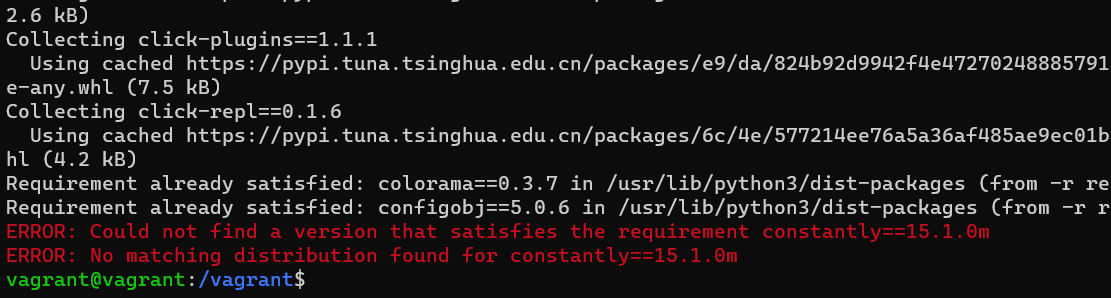 2.6 kB)
Collecting click-plugins==1.1.1
  Using cached https://pypi.tuna.tsinghua.edu.cn/packages/e9/da/824b92d9942f4e47270248885791
e-any.whl (7.5 kB)
Collecting click-repl==0.1.6
  Using cached https://pypi.tuna.tsinghua.edu.cn/packages/6c/4e/577214ee76a5a36af485ae9ec01b
hl (4.2 kB)
Requirement already satisfied: colorama==0.3.7 in /usr/lib/python3/dist-packages (from -r re
Requirement already satisfied: configobj==5.0.6 in /usr/lib/python3/dist-packages (from -r r
ERROR: Could not find a version that satisfies the requirement constantly==15.1.0m
ERROR: No matching distribution found for constantly==15.1.0m
vagrant@vagrant:/vagrant$